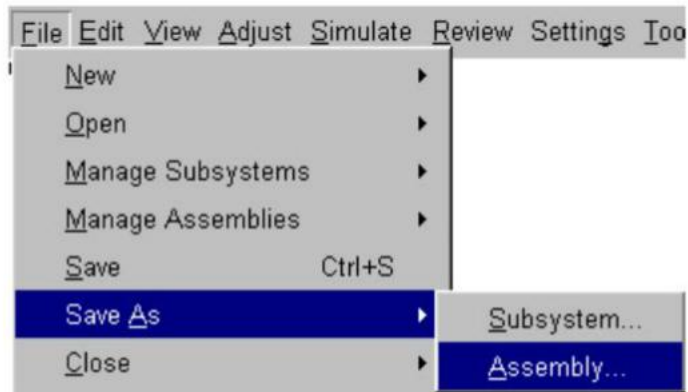 File Edit View Adjust Simulate Review Settings Too
New
Open
Manage Subsystems
Manage Assemblies
Save Ctrl+S
Save As Subsystem...
Close Assembly...